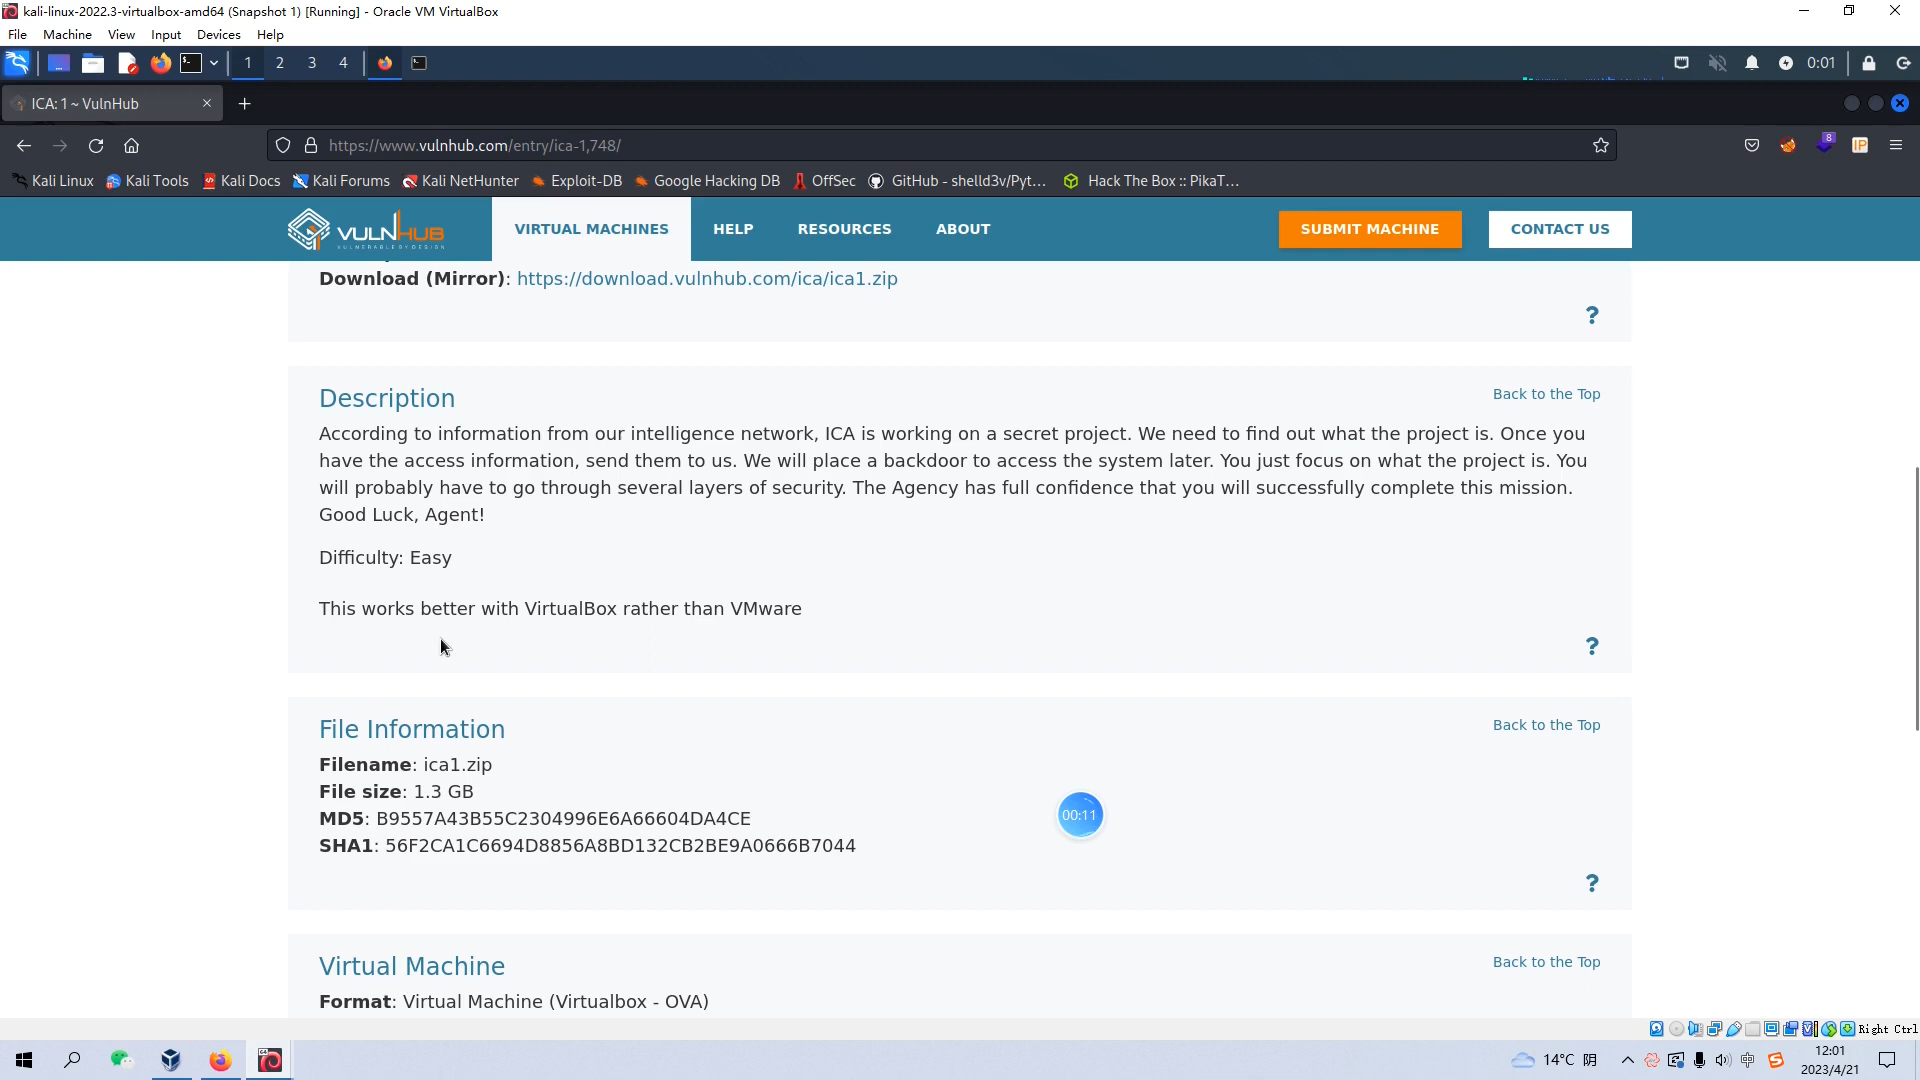 kali-linux-2022.3-virtualbox-amd64 (Snapshot 1) [Running] - Oracle VM VirtualBox
File Machine View Input Devices Help
1 2 3 4 0:01
ICA: 1 ~ VulnHub
https://www.vulnhub.com/entry/ica-1,748/
8 IP
Kali Linux Kali Tools Kali Docs Kali Forums Kali NetHunter Exploit-DB Google Hacking DB OffSec GitHub - shelld3v/Pyt... Hack The Box :: PikaT...
VULNHUB VIRTUAL MACHINES HELP RESOURCES ABOUT SUBMIT MACHINE CONTACT US
VULNERABLE BY DESIGN
Download (Mirror): https://download.vulnhub.com/ica/ica1.zip
?
Description Back to the Top
According to information from our intelligence network, ICA is working on a secret project. We need to find out what the project is. Once you
have the access information, send them to us. We will place a backdoor to access the system later. You just focus on what the project is. You
will probably have to go through several layers of security. The Agency has full confidence that you will successfully complete this mission.
Good Luck, Agent!
Difficulty: Easy
This works better with VirtualBox rather than VMware
?
File Information Back to the Top
Filename: ica1.zip
File size: 1.3 GB
MD5: B9557A43B55C2304996E6A66604DA4CE
00:11
SHA1: 56F2CA1C6694D8856A8BD132CB2BE9A0666B7044
?
Virtual Machine Back to the Top
Format: Virtual Machine (Virtualbox - OVA)
Right Ctrl
14°C 阴 中 12:01
2023/4/21